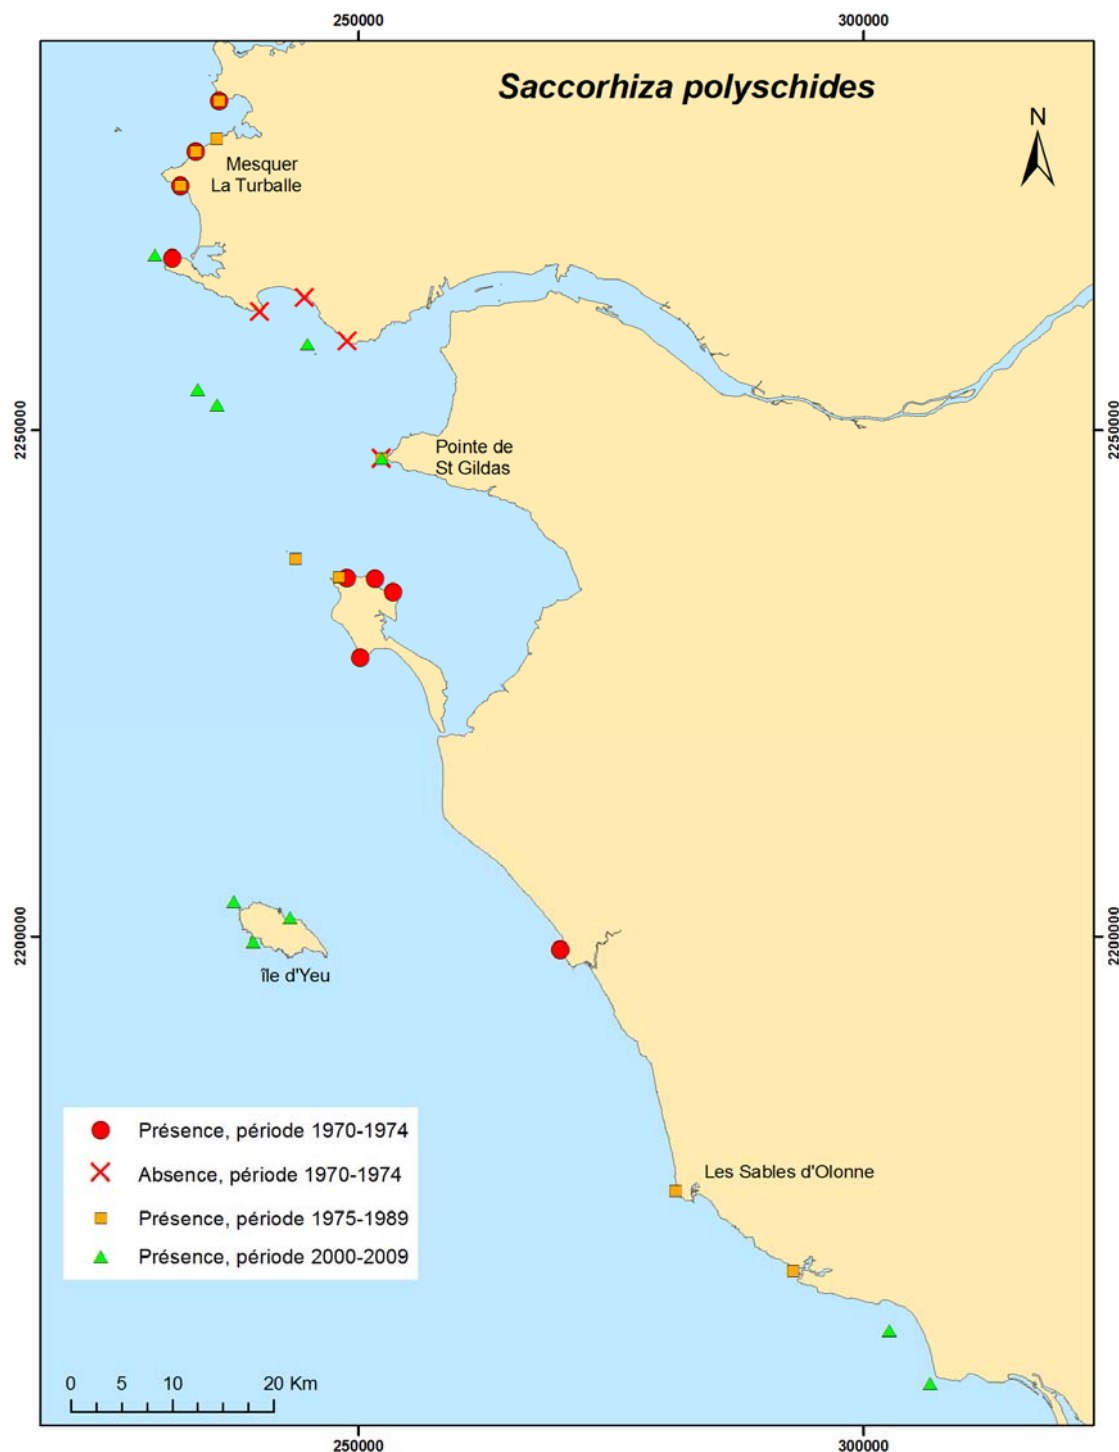 250000
300000
Saccorhiza polyschides
N
Mesquer
La Turballe
2250000
2250000
Pointe de
St Gildas
2200000
2200000
île d'Yeu
Présence, période 1970-1974
Absence, période 1970-1974
Les Sables d'Olonne
Présence, période 1975-1989
Présence, période 2000-2009
0 5 10 20 Km
250000
300000